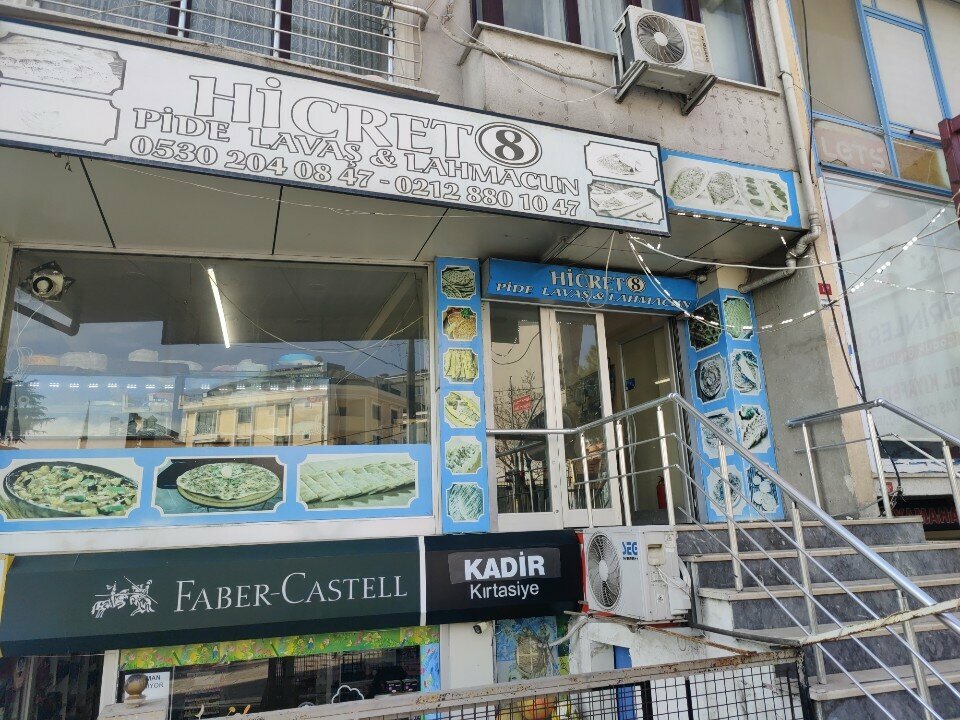 HİCRET 8
PİDE LAVAŞ & LAHMACUN
0530 204 08 47 - 0212 880 10 47
HİCRET 8
PİDE LAVAŞ & LAHMACUN
FABER-CASTELL
KADİR
Kırtasiye
SEG